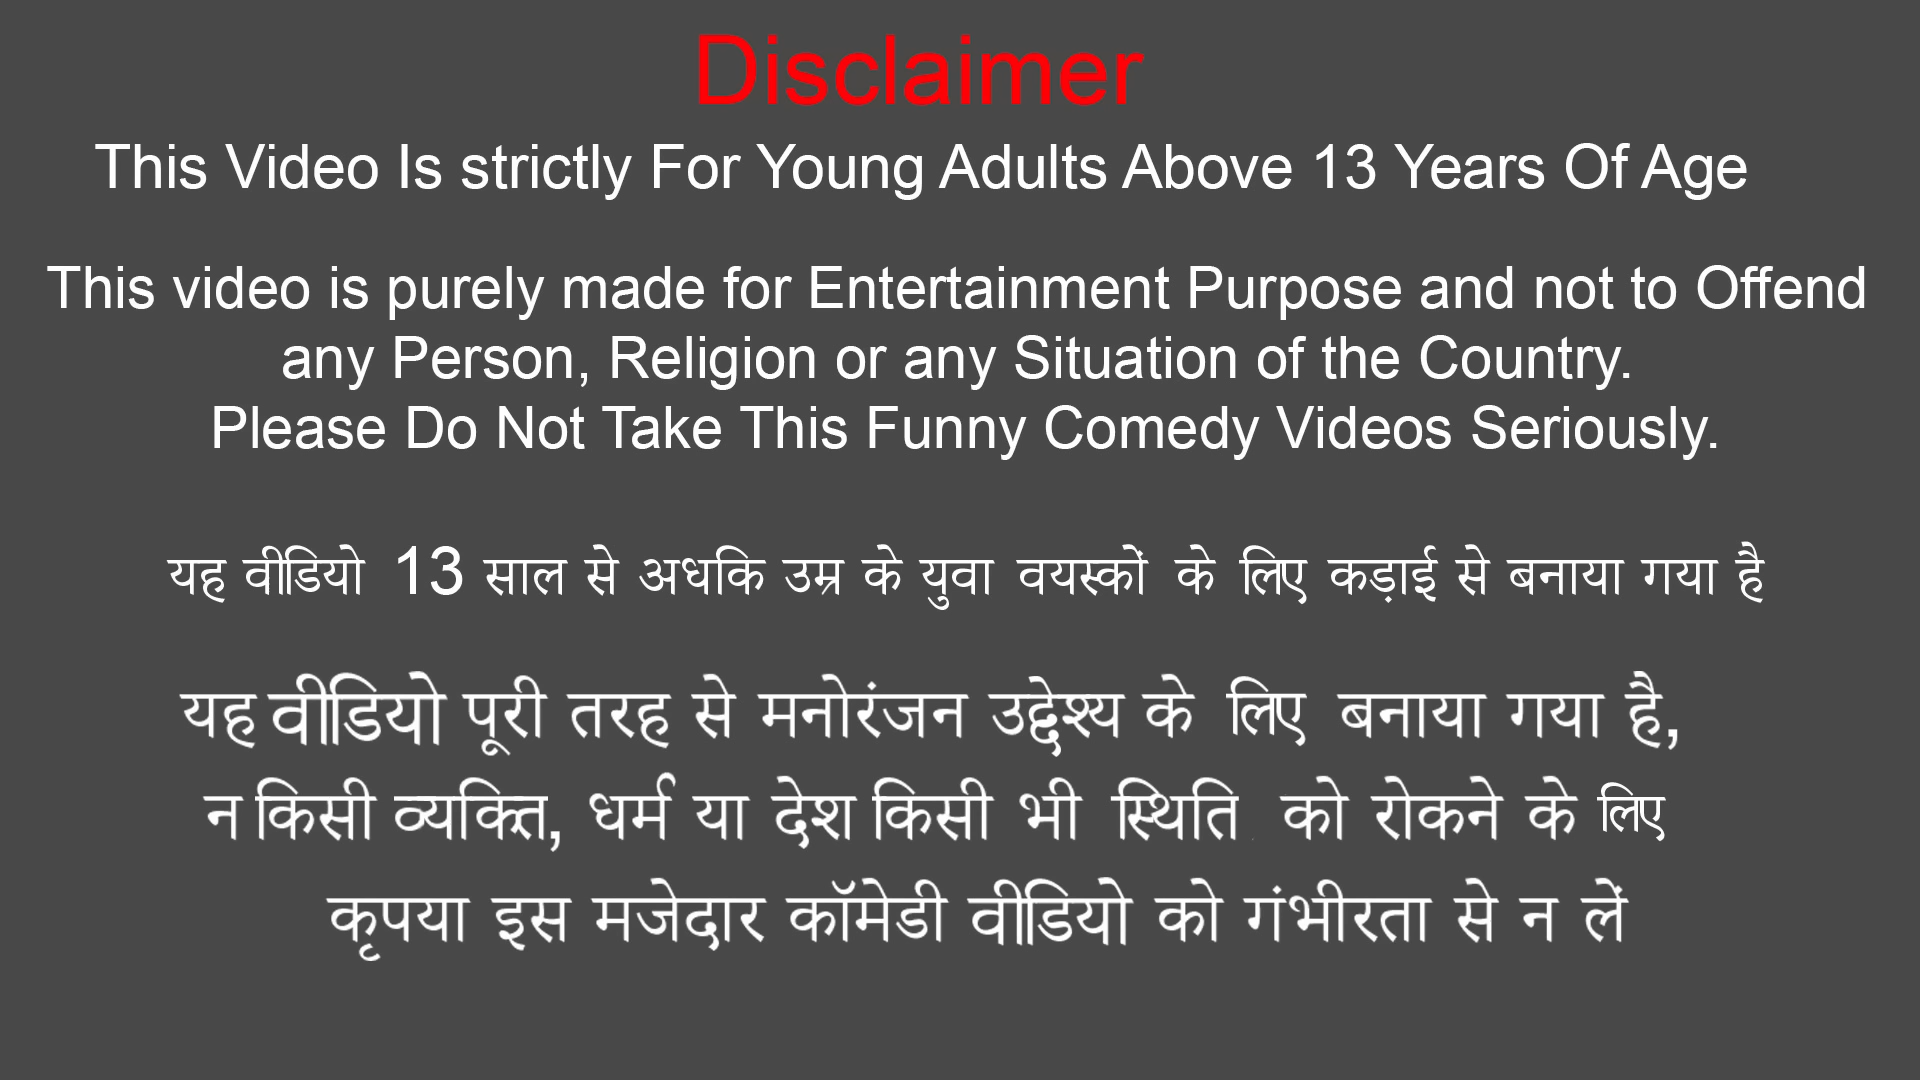 Disclaimer
This Video Is strictly For Young Adults Above 13 Years Of Age
This video is purely made for Entertainment Purpose and not to Offend
any Person, Religion or any Situation of the Country.
Please Do Not Take This Funny Comedy Videos Seriously.
यह वीडियो 13 साल से अधकि उम्र के युवा वयस्कों के लिए कड़ाई से बनाया गया है
यह वीडियो पूरी तरह से मनोरंजन उद्देश्य के लिए बनाया गया है,
न किसी व्यक्ति, धर्म या देश किसी भी स्थिति को रोकने के लिए
कृपया इस मजेदार कॉमेडी वीडियो को गंभीरता से न लें